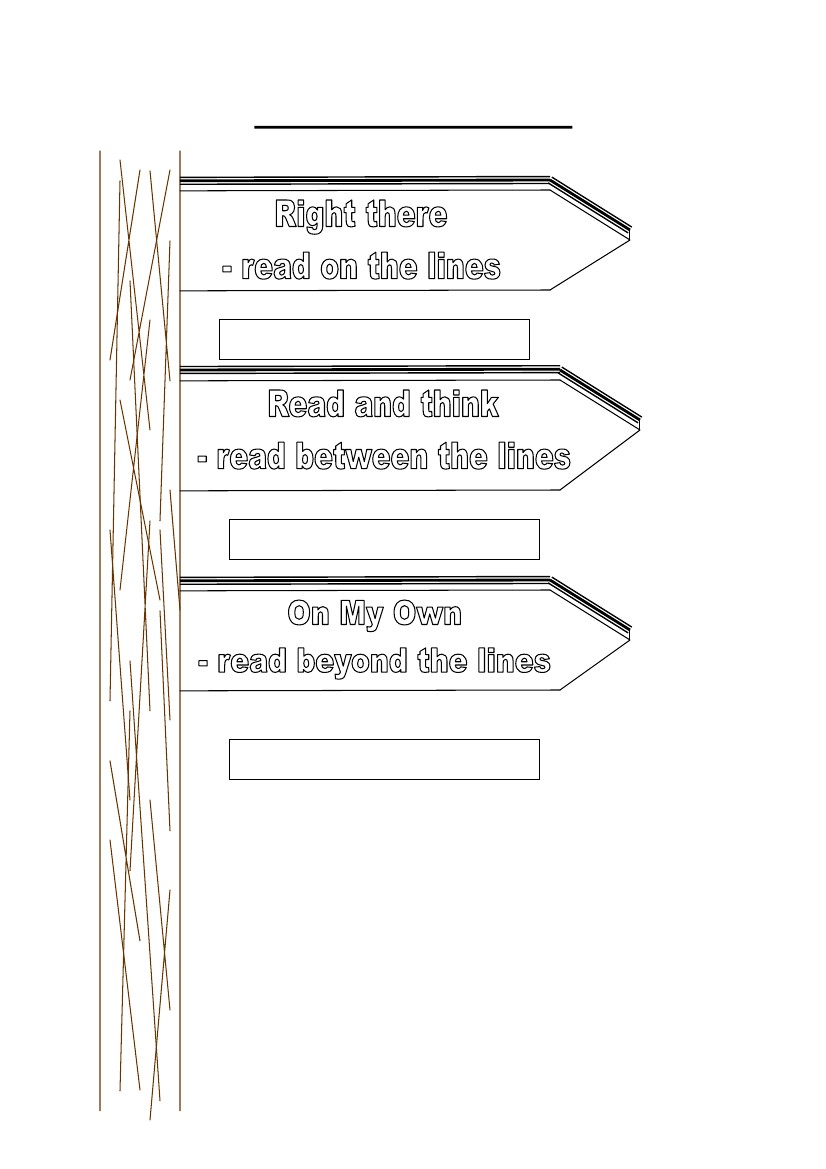 Right there
- read on the lines
Read and think
- read between the lines
On My Own
- read beyond the lines